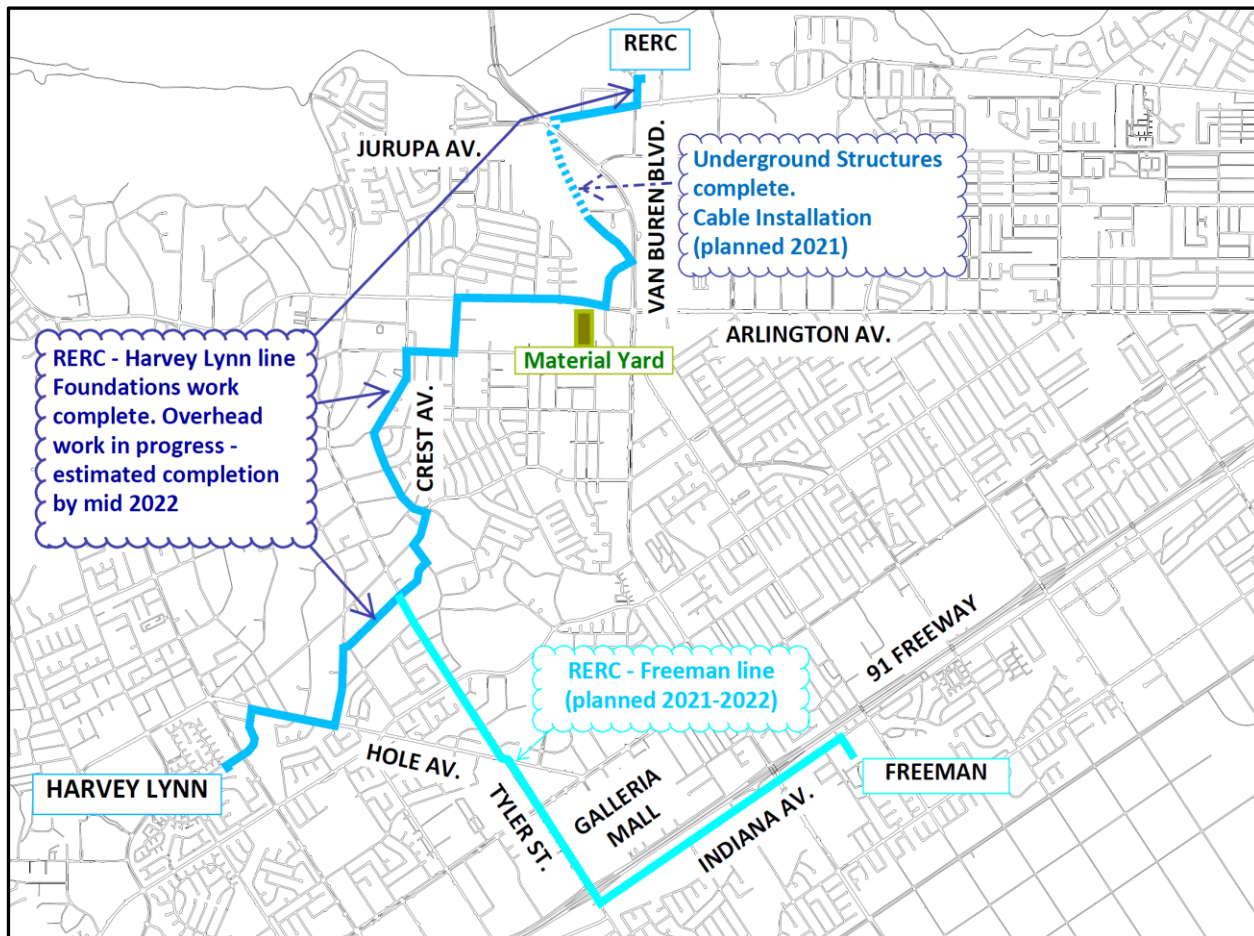 RERC
JURUPA AV.
VAN BUREN BLVD.
Underground Structures
complete.
Cable Installation
(planned 2021)
ARLINGTON AV.
Material Yard
RERC - Harvey Lynn line
Foundations work
complete. Overhead
work in progress -
estimated completion
by mid 2022
CREST AV.
91 FREEWAY
RERC - Freeman line
(planned 2021-2022)
HOLE AV.
HARVEY LYNN
TYLER ST.
GALLERIA
MALL
INDIANA AV.
FREEMAN